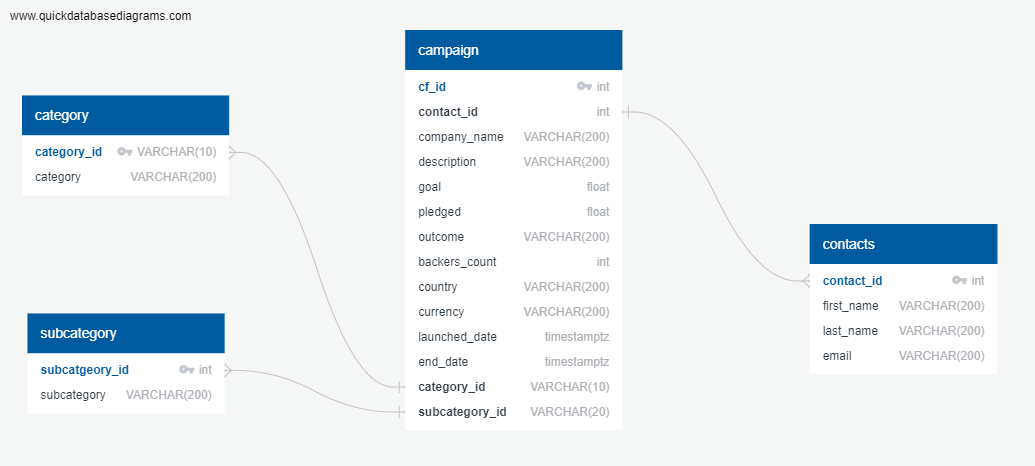 www.quickdatabasediagrams.com
category
category_id VARCHAR(10)
category VARCHAR(200)
subcategory
subcatgeory_id int
subcategory VARCHAR(200)
campaign
cf_id int
contact_id int
company_name VARCHAR(200)
description VARCHAR(200)
goal float
pledged float
outcome VARCHAR(200)
backers_count int
country VARCHAR(200)
currency VARCHAR(200)
launched_date timestamptz
end_date timestamptz
category_id VARCHAR(10)
subcategory_id VARCHAR(20)
contacts
contact_id int
first_name VARCHAR(200)
last_name VARCHAR(200)
email VARCHAR(200)